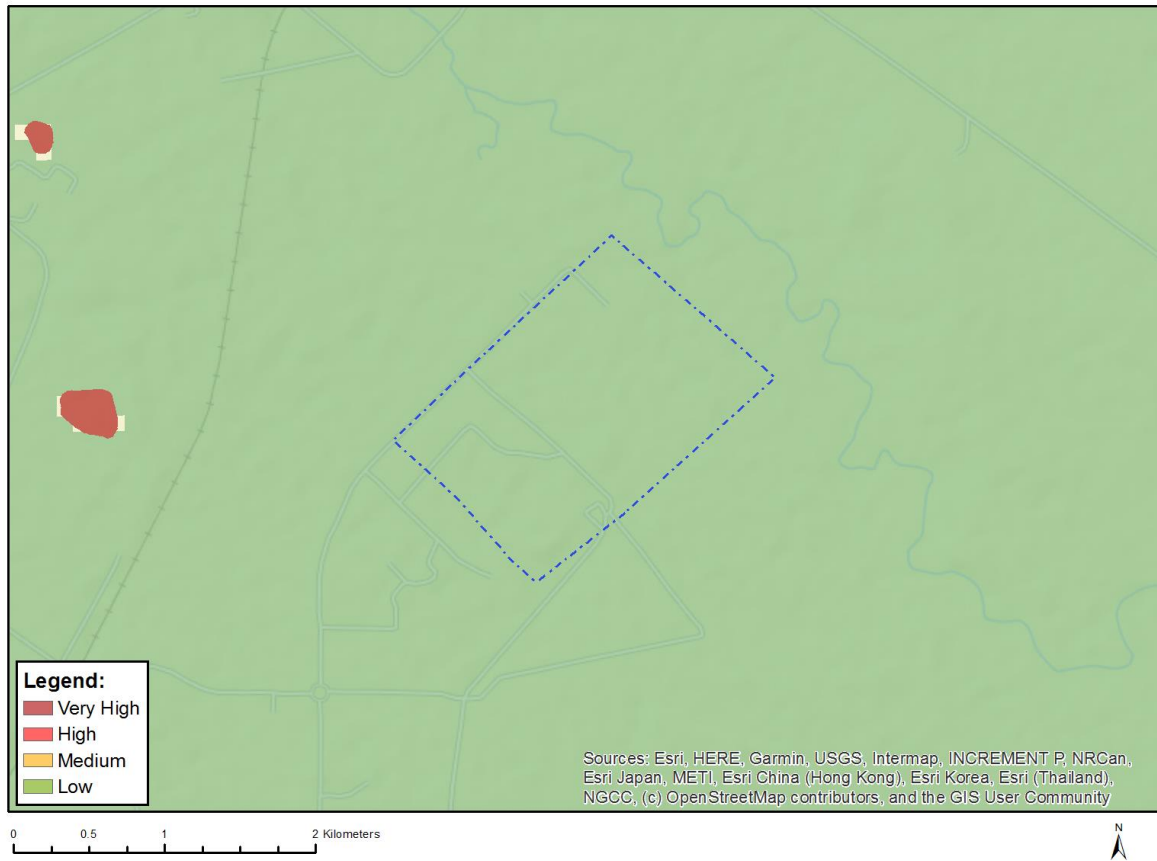 Legend:
Very High
High
Medium
Low
Sources: Esri, HERE, Garmin, USGS, Intermap, INCREMENT P, NRCan,
Esri Japan, METI, Esri China (Hong Kong), Esri Korea, Esri (Thailand),
NGCC, (c) OpenStreetMap contributors, and the GIS User Community
0 0.5 1 2 Kilometers
N